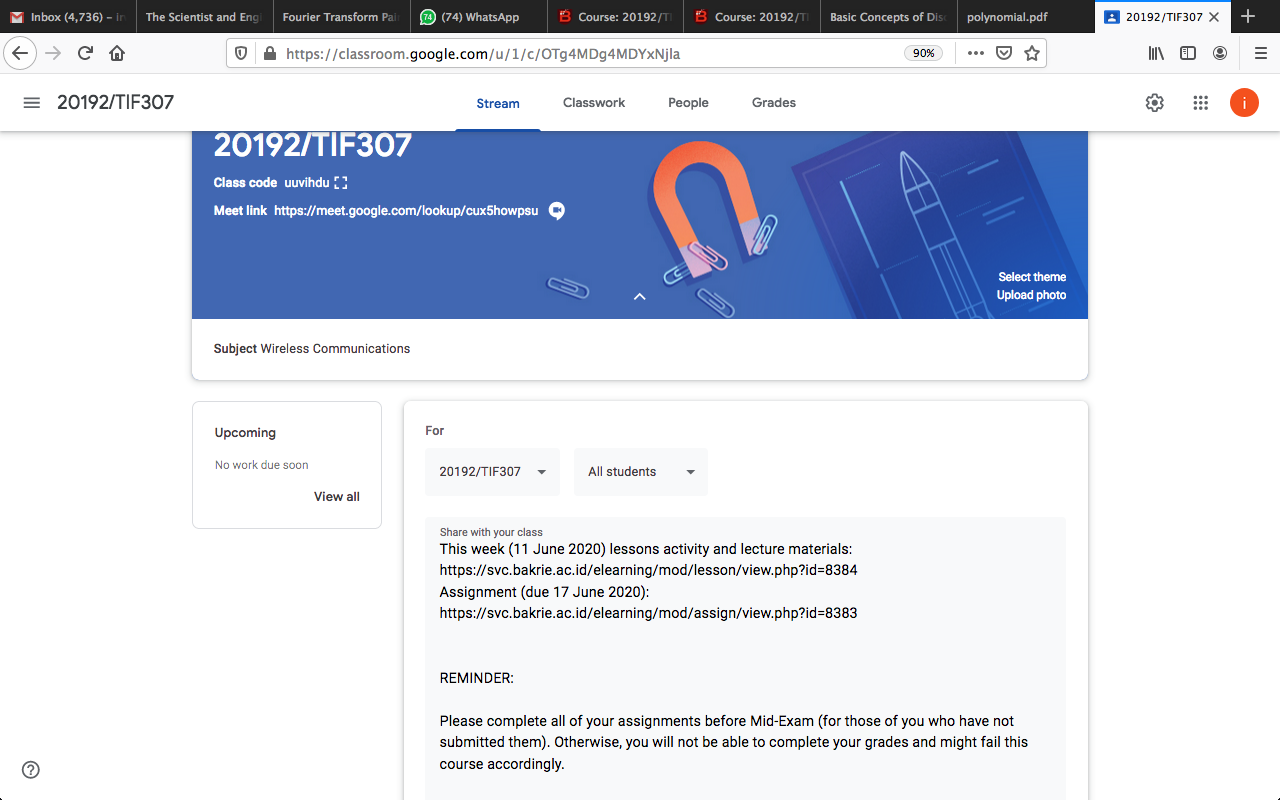 Inbox (4,736) – i
The Scientist and Engi
Fourier Transform Pai
74 (74) WhatsApp
Course: 20192/TI
Course: 20192/TI
Basic Concepts of Disc
polynomial.pdf
20192/TIF307
https://classroom.google.com/u/1/c/OTg4MDg4MDYxNjla
90%
20192/TIF307
Stream
Classwork
People
Grades
i
20192/TIF307
Class code uuvihdu
Meet link https://meet.google.com/lookup/cux5howpsu
Select theme
Upload photo
Subject Wireless Communications
Upcoming
No work due soon
View all
For
20192/TIF307
All students
Share with your class
This week (11 June 2020) lessons activity and lecture materials:
https://svc.bakrie.ac.id/elearning/mod/lesson/view.php?id=8384
Assignment (due 17 June 2020):
https://svc.bakrie.ac.id/elearning/mod/assign/view.php?id=8383
REMINDER:
Please complete all of your assignments before Mid-Exam (for those of you who have not
submitted them). Otherwise, you will not be able to complete your grades and might fail this
course accordingly.